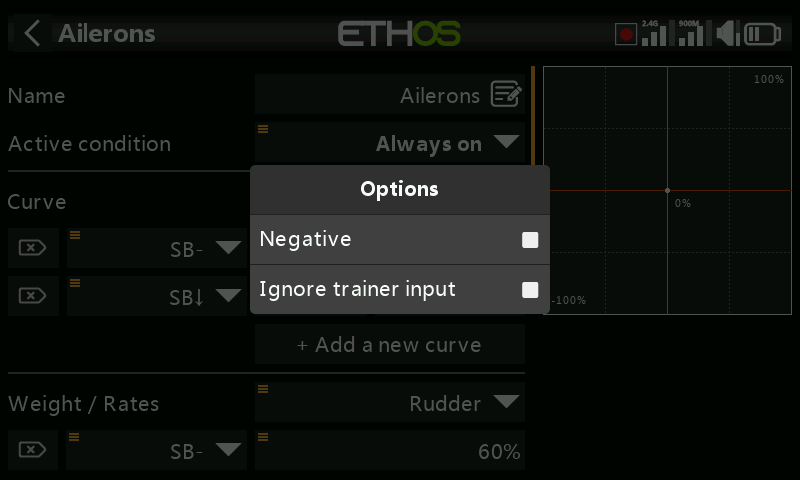 Ailerons
ETHOS
2.4G
900M
Name
Ailerons
100%
Active condition
Always on
Options
Curve
0%
Negative
SB-
Ignore trainer input
SB↓
-100%
+ Add a new curve
Weight / Rates
Rudder
SB-
60%